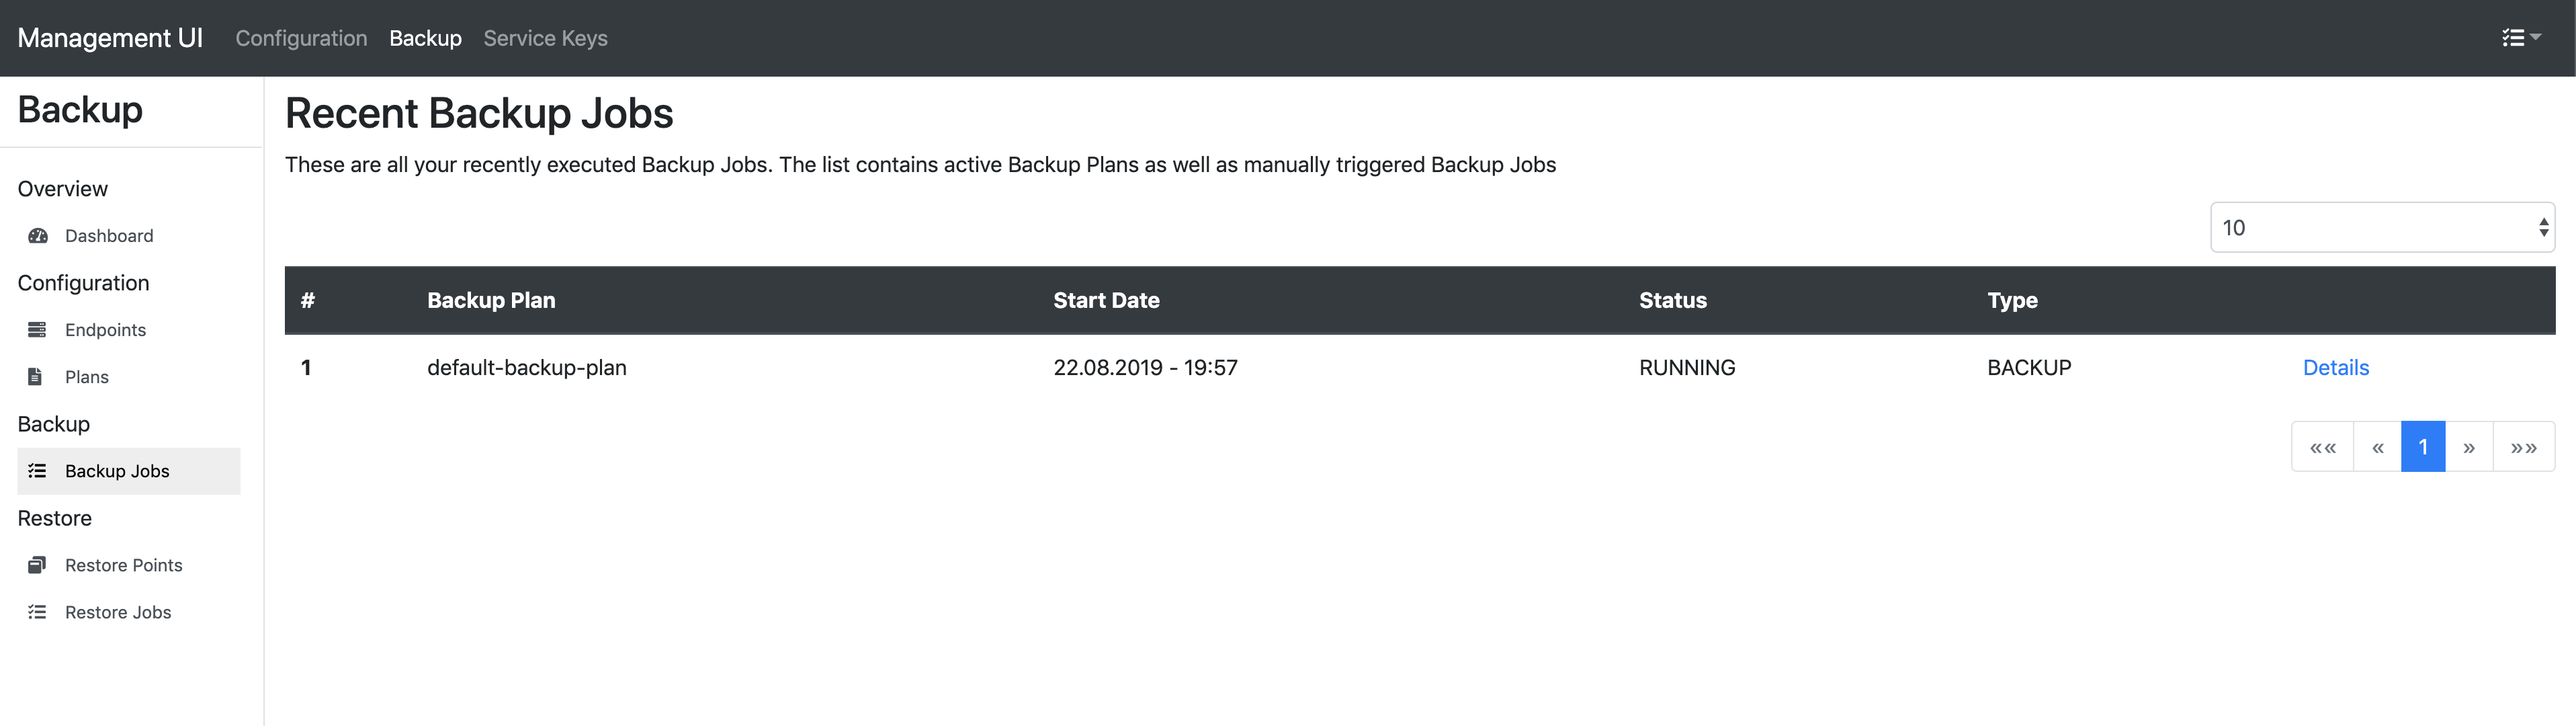 Management UI Configuration Backup Service Keys
Backup
Overview
Dashboard
Configuration
Endpoints
Plans
Backup
Backup Jobs
Restore
Restore Points
Restore Jobs
Recent Backup Jobs
These are all your recently executed Backup Jobs. The list contains active Backup Plans as well as manually triggered Backup Jobs
10
# Backup Plan Start Date Status Type
1 default-backup-plan 22.08.2019 - 19:57 RUNNING BACKUP Details
«« « 1 » »»